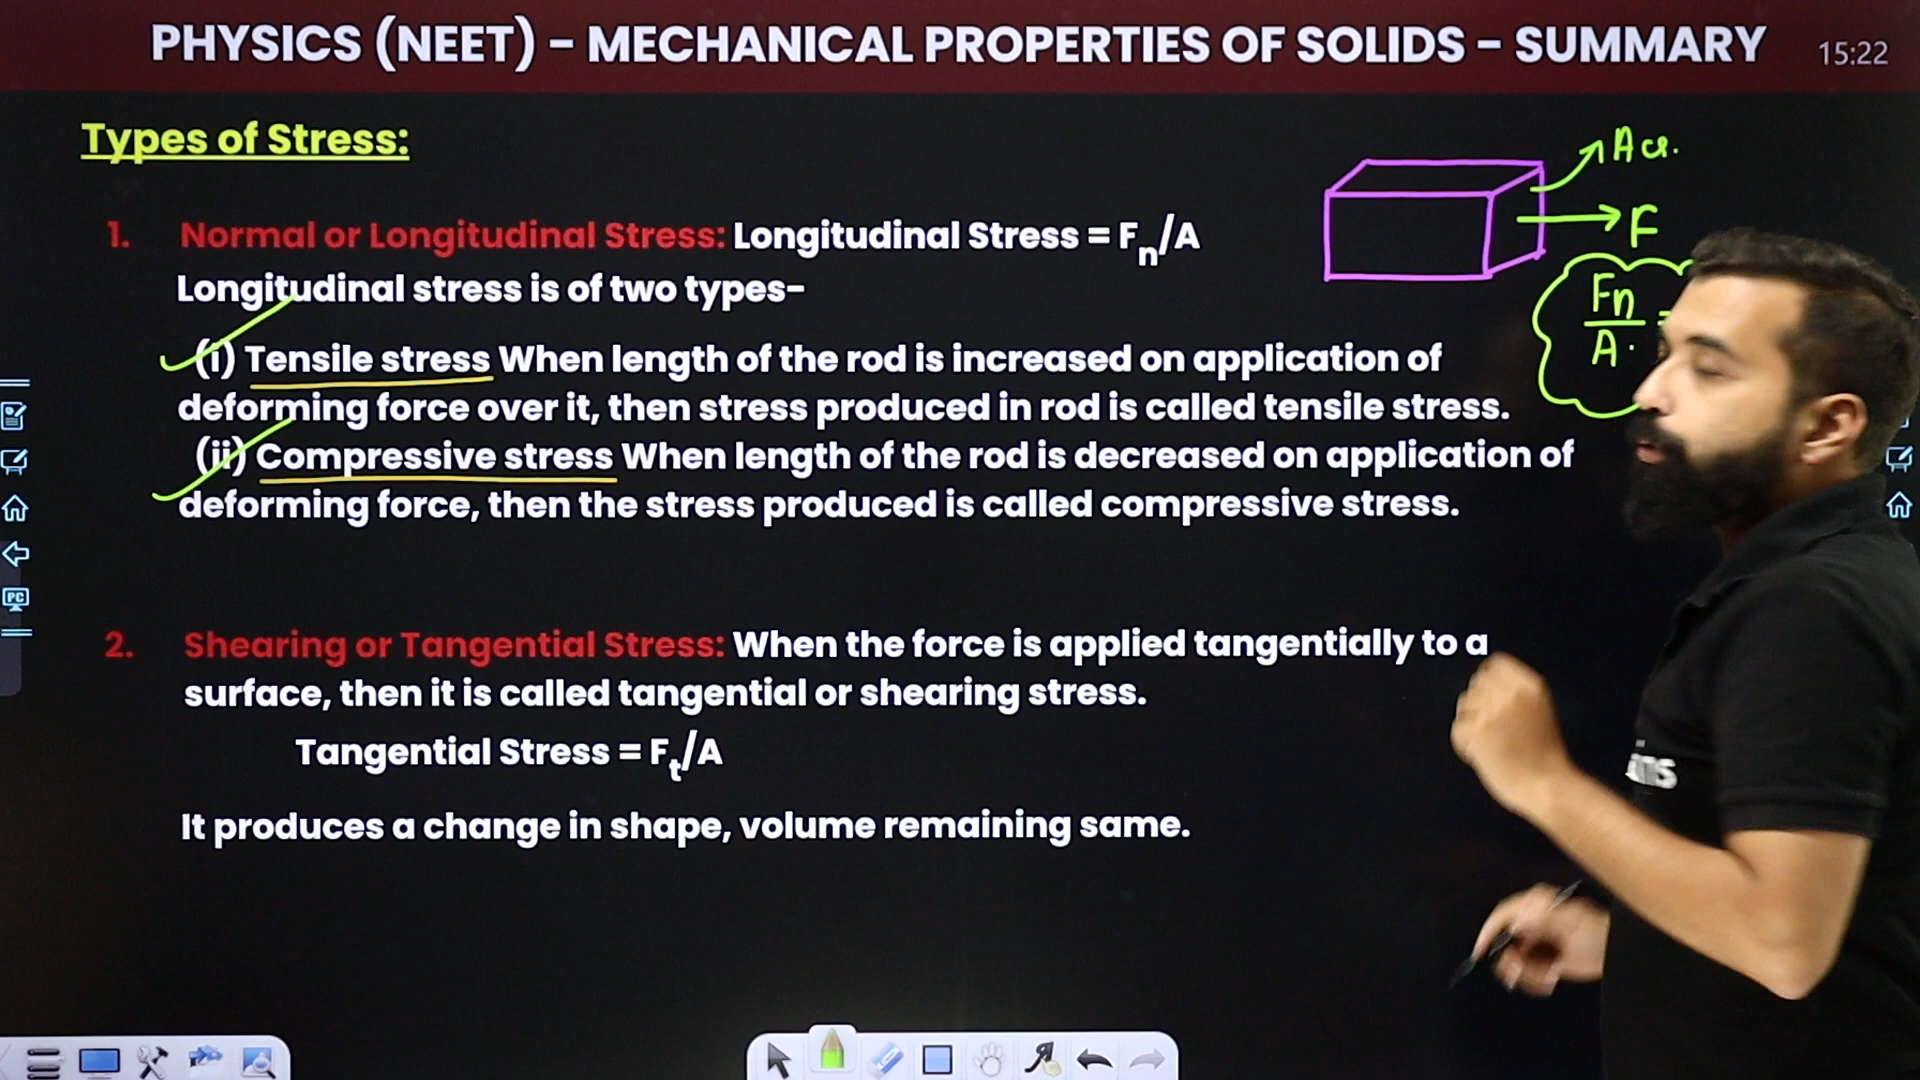 PHYSICS (NEET) - MECHANICAL PROPERTIES OF SOLIDS - SUMMARY
15:22
Types of Stress:
A
F
1. Normal or Longitudinal Stress: Longitudinal Stress = Fn/A
Longitudinal stress is of two types-
Fn
A
(i) Tensile stress When length of the rod is increased on application of
deforming force over it, then stress produced in rod is called tensile stress.
(ii) Compressive stress When length of the rod is decreased on application of
deforming force, then the stress produced is called compressive stress.
PC
2. Shearing or Tangential Stress: When the force is applied tangentially to a
surface, then it is called tangential or shearing stress.
Tangential Stress = Ft/A
It produces a change in shape, volume remaining same.